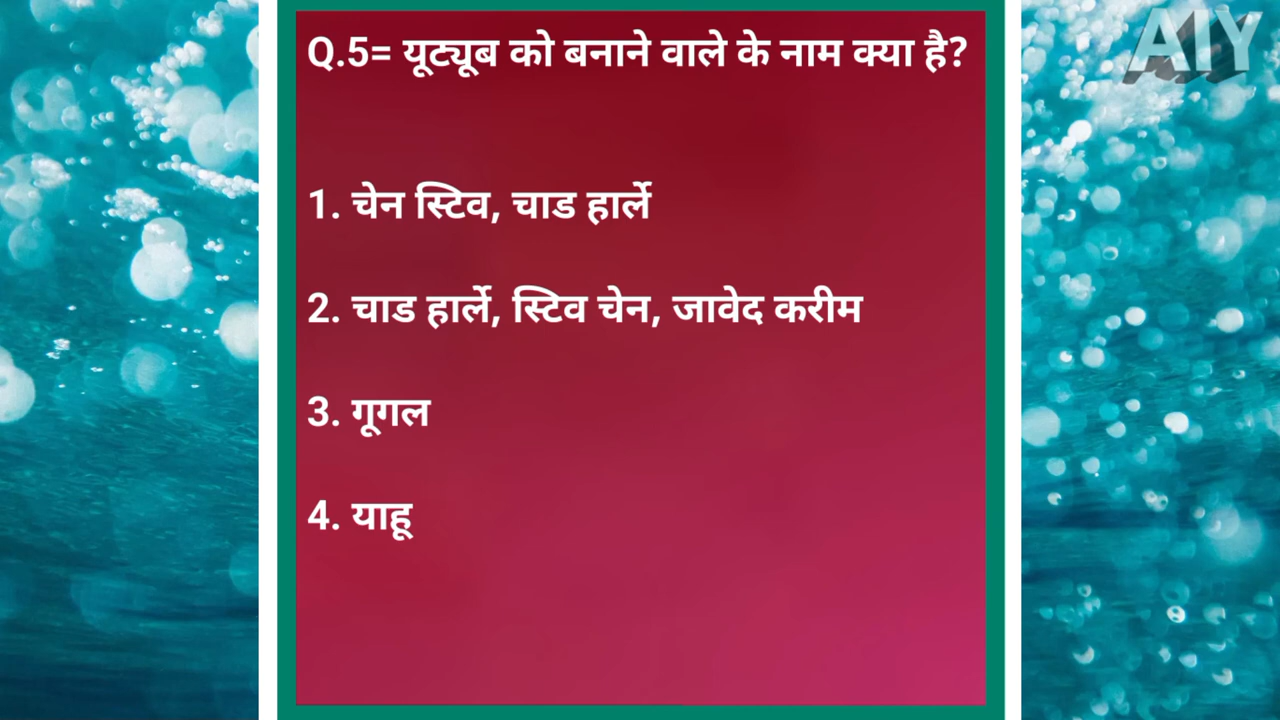 Q.5= यूट्यूब को बनाने वाले के नाम क्या है?
1. चेन स्टिव, चाड हार्ले
2. चाड हार्ले, स्टिव चेन, जावेद करीम
3. गूगल
4. याहू
AIY